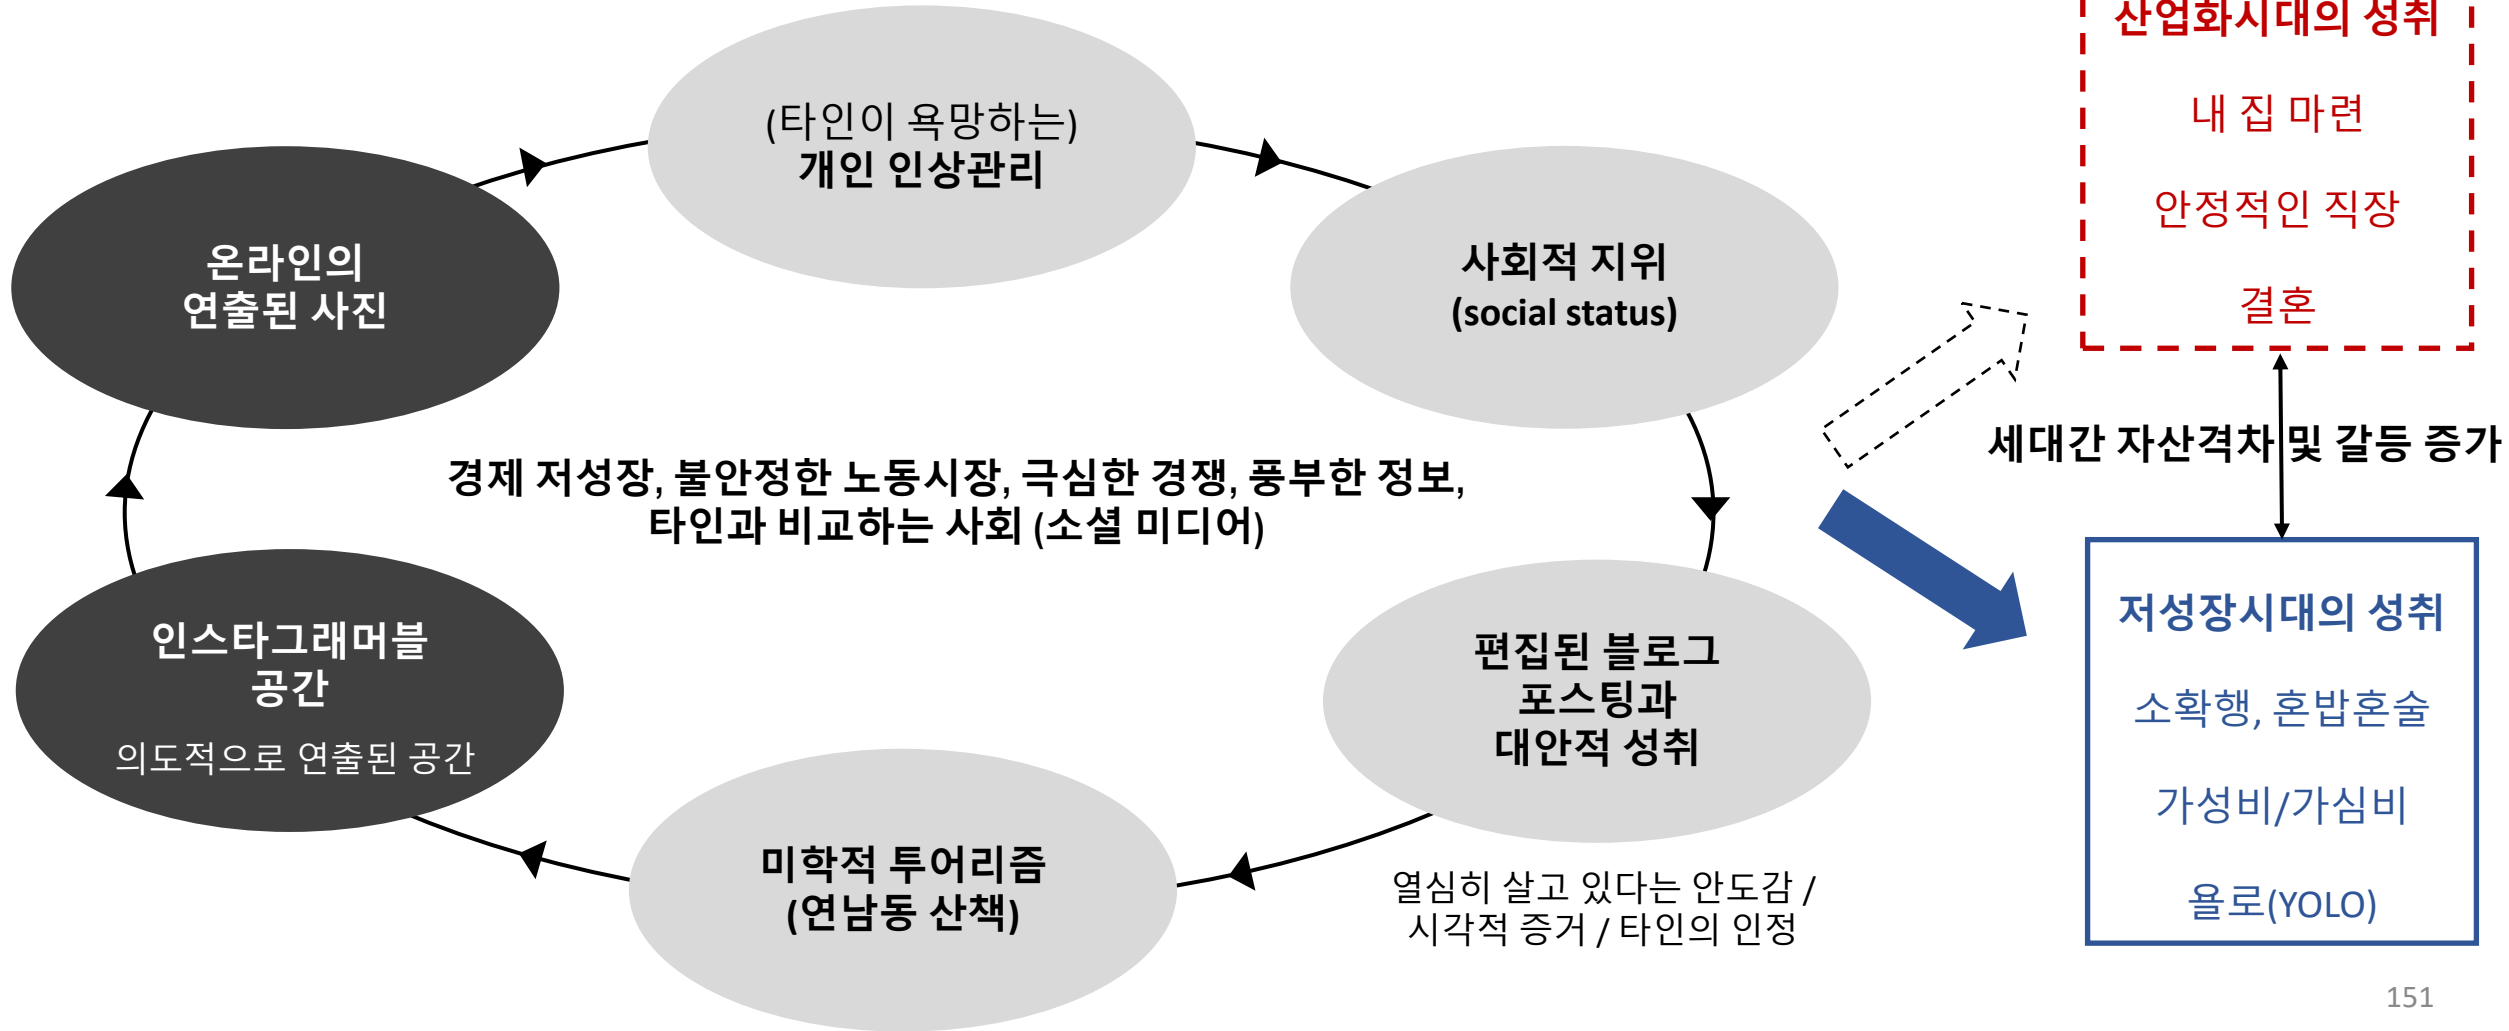 산업화시대의 성취
내 집 마련
안정적인 직장
결혼
(타인이 욕망하는)
개인 인상관리
온라인의
연출된 사진
사회적 지위
(social status)
세대간 자산격차 및 갈등 증가
경제 저성장, 불안정한 노동시장, 극심한 경쟁, 풍부한 정보,
타인과 비교하는 사회 (소셜 미디어)
인스타그래머블
공간
의도적으로 연출된 공간
편집된 블로그
포스팅과
대안적 성취
미학적 투어리즘
(연남동 산책)
열심히 살고 있다는 안도감 /
시각적 증거 / 타인의 인정
저성장시대의 성취
소확행, 혼밥혼술
가성비/가심비
욜로(YOLO)
151